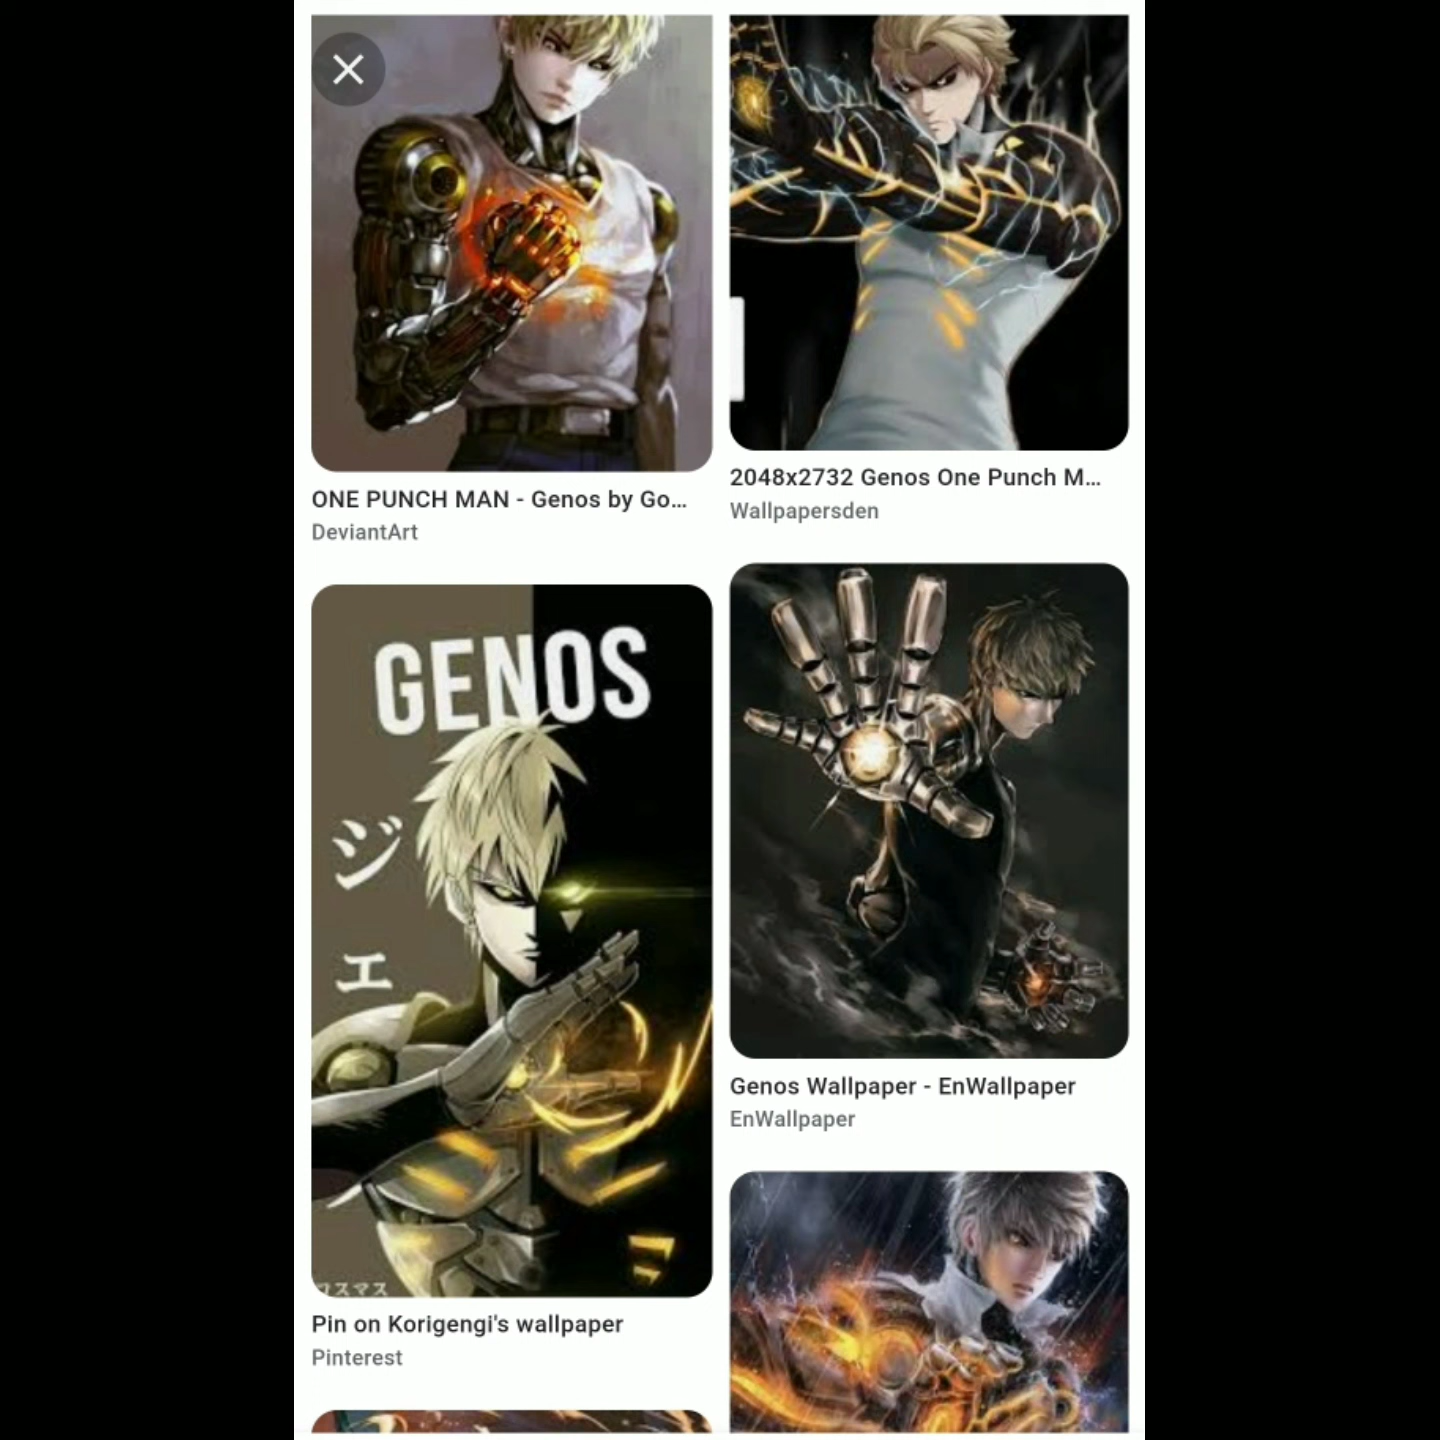 ONE PUNCH MAN - Genos by Go...
DeviantArt
2048x2732 Genos One Punch M...
Wallpapersden
GENOS
ジ
ェ
Pin on Korigengi's wallpaper
Pinterest
Genos Wallpaper - EnWallpaper
EnWallpaper